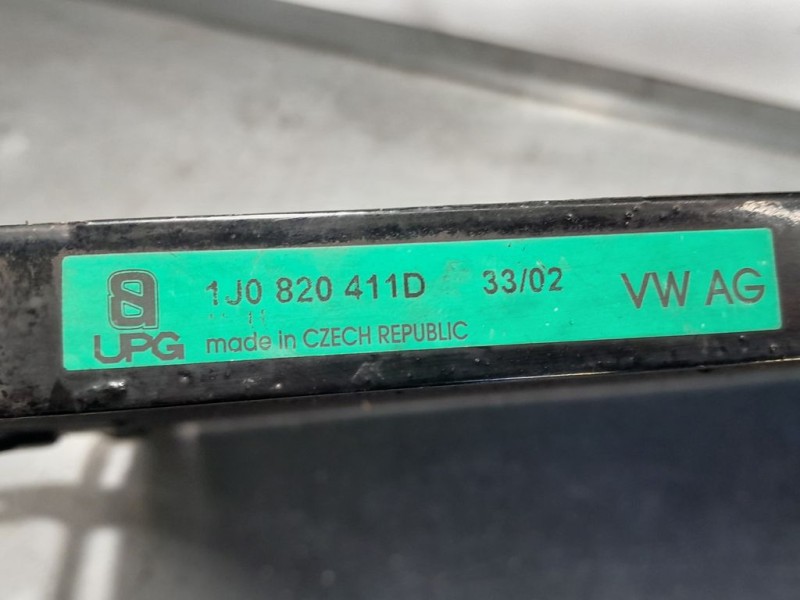 1J0 820 411D 33/02 VW AG
UPG made in CZECH REPUBLIC